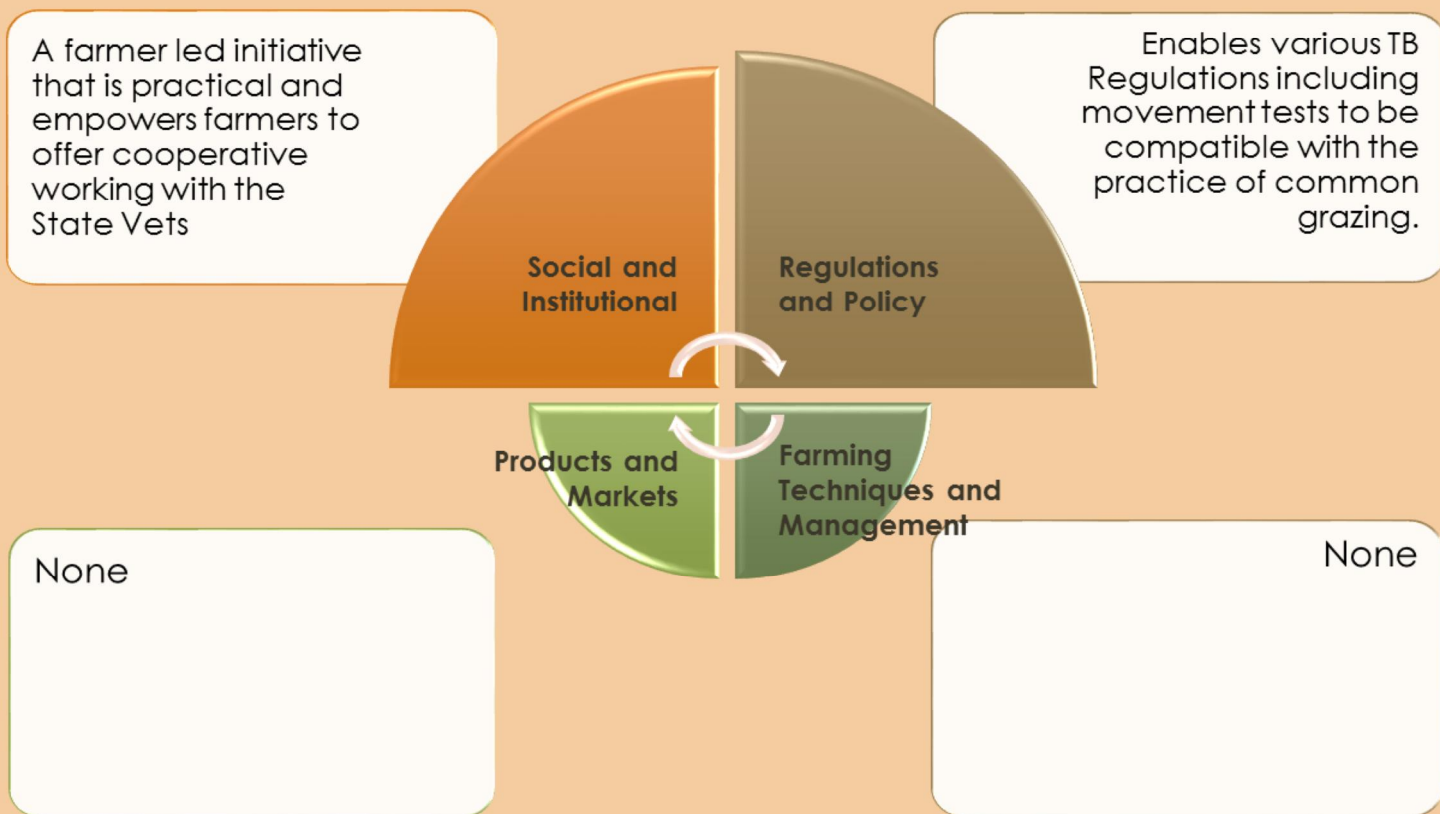 A farmer led initiative
that is practical and
empowers farmers to
offer cooperative
working with the
State Vets
Enables various TB
Regulations including
movement tests to be
compatible with the
practice of common
grazing.
Social and
Institutional
Regulations
and Policy
Products and
Markets
Farming
Techniques and
Management
None
None